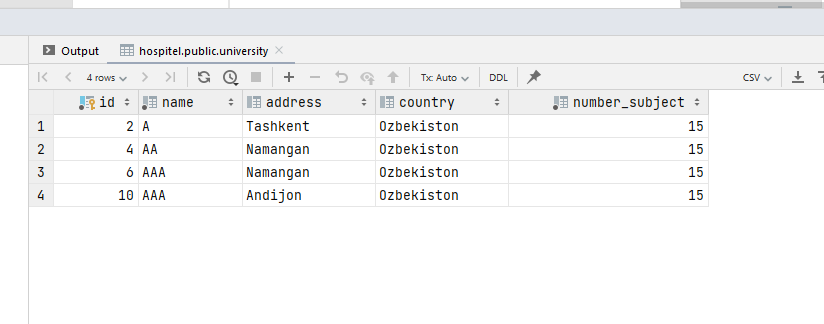 Output hospitel.public.university
4 rows Tx: Auto DDL CSV
id name address country number_subject
1 2 A Tashkent Ozbekiston 15
2 4 AA Namangan Ozbekiston 15
3 6 AAA Namangan Ozbekiston 15
4 10 AAA Andijon Ozbekiston 15